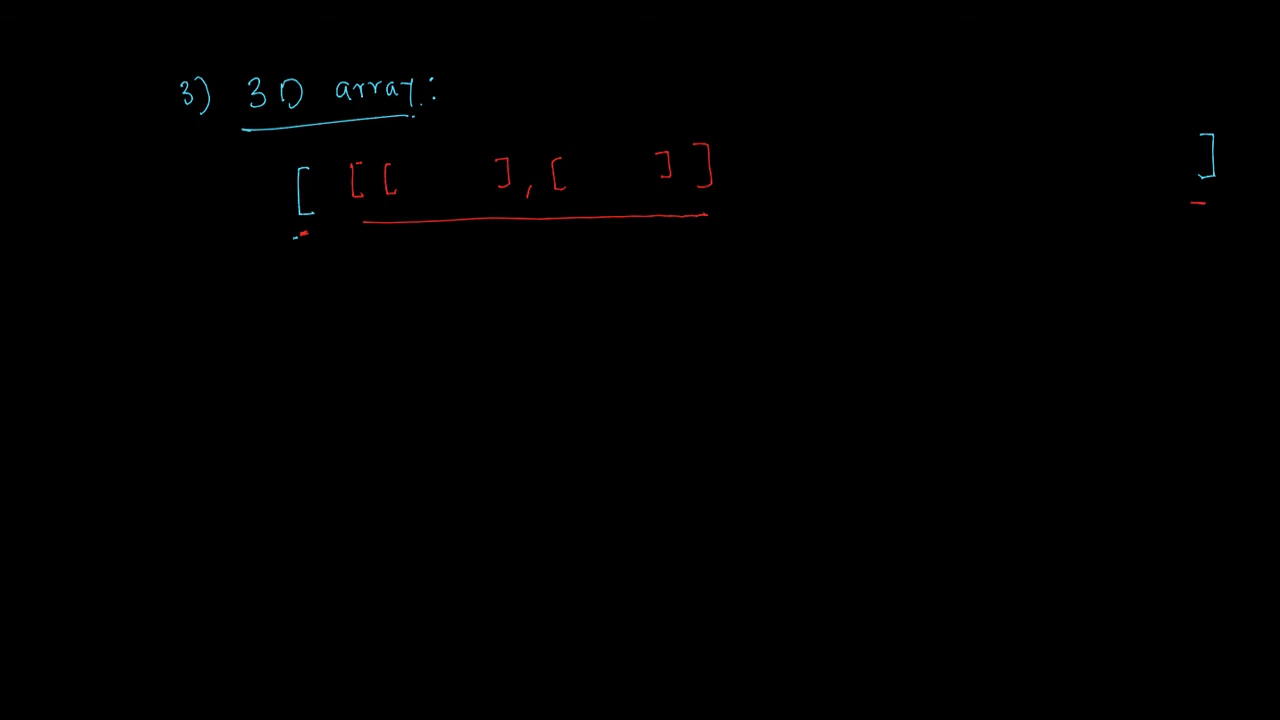 3) 3D array:
[ [ [ ] , [ ] ] ]